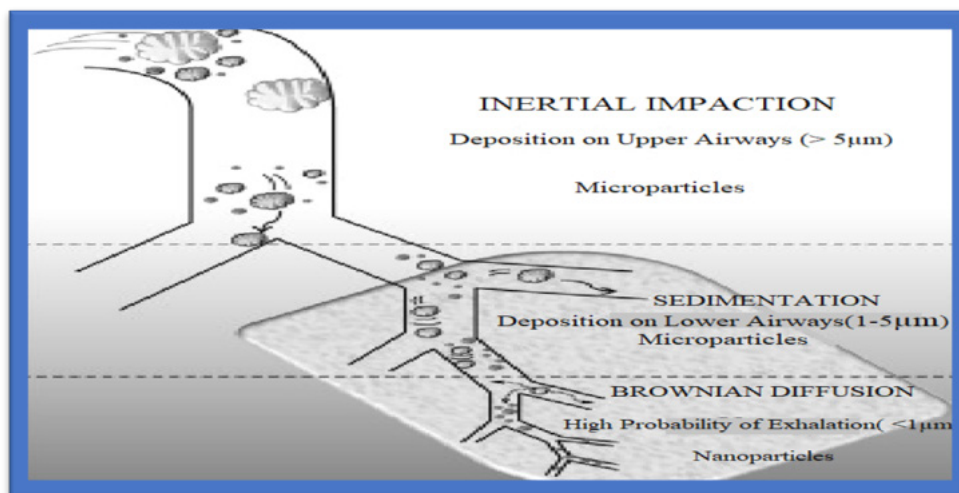 INERTIAL IMPACTION
Deposition on Upper Airways (> 5μm)
Microparticles
SEDIMENTATION
Deposition on Lower Airways(1-5μm)
Microparticles
BROWNIAN DIFFUSION
High Probability of Exhalation( <1μm
Nanoparticles